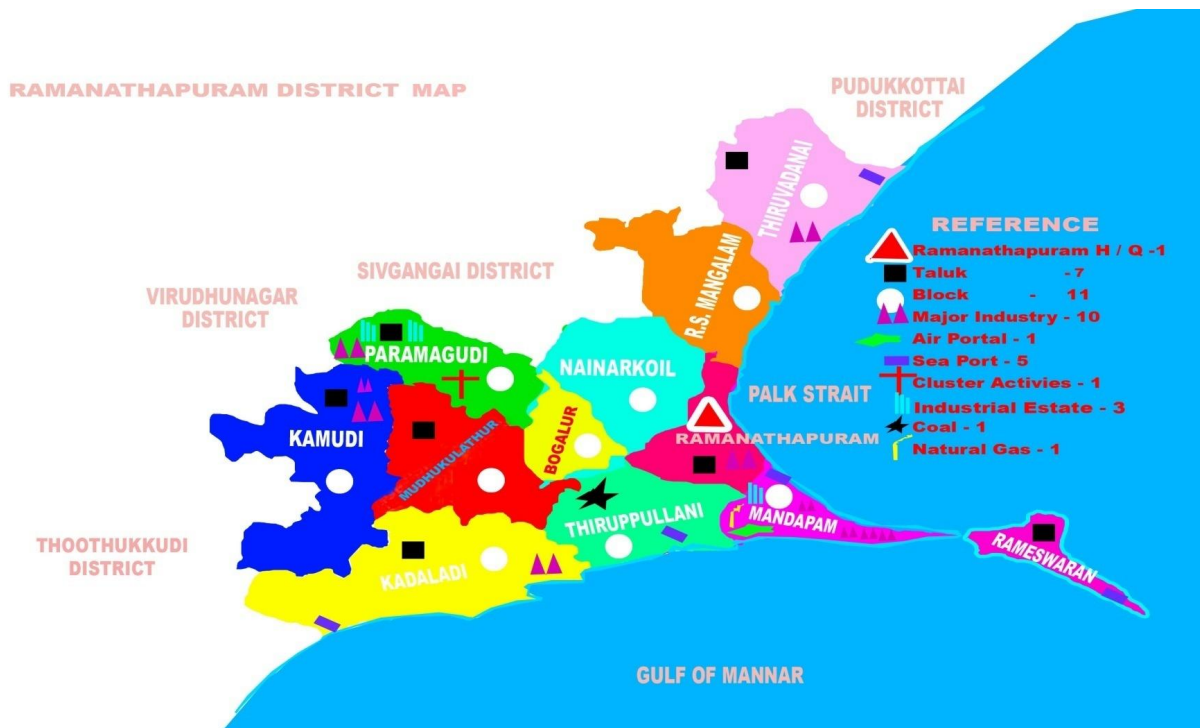 RAMANATHAPURAM DISTRICT MAP
PUDUKKOTTAI
DISTRICT
THIRUVADANAI
REFERENCE
Ramanathapuram H / Q -1
Taluk - 7
Block - 11
Major Industry - 10
Air Portal - 1
Sea Port - 5
Cluster Activies - 1
Industrial Estate - 3
Coal - 1
Natural Gas - 1
R.S. MANGALAM
SIVGANGAI DISTRICT
VIRUDHUNAGAR
DISTRICT
PARAMAGUDI
NAINARKOIL
PALK STRAIT
KAMUDI
MUDHUKULATHUR
BOGALUR
RAMANATHAPURAM
THIRUPPULLANI
MANDAPAM
RAMESWARAN
THOOTHUKKUDI
DISTRICT
KADALADI
GULF OF MANNAR